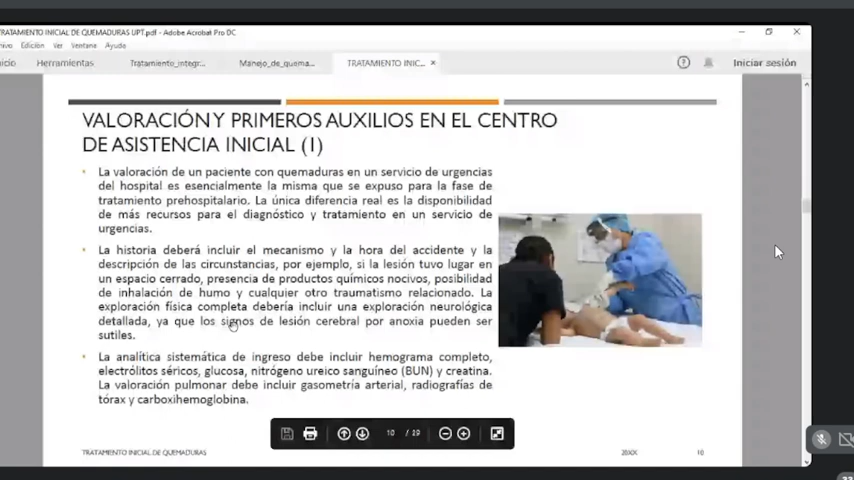 TRATAMIENTO INICIAL DE QUEMADURAS UPT.pdf - Adobe Acrobat Pro DC
Edición Ver Ventana Ayuda
Herramientas Tratamiento_integr... Manejo_de_quema... TRATAMIENTO INIC... × ? Iniciar sesión
VALORACIÓN Y PRIMEROS AUXILIOS EN EL CENTRO
DE ASISTENCIA INICIAL (I)
• La valoración de un paciente con quemaduras en un servicio de urgencias
del hospital es esencialmente la misma que se expuso para la fase de
tratamiento prehospitalario. La única diferencia real es la disponibilidad
de más recursos para el diagnóstico y tratamiento en un servicio de
urgencias.
• La historia deberá incluir el mecanismo y la hora del accidente y la
descripción de las circunstancias, por ejemplo, si la lesión tuvo lugar en
un espacio cerrado, presencia de productos químicos nocivos, posibilidad
de inhalación de humo y cualquier otro traumatismo relacionado. La
exploración física completa debería incluir una exploración neurológica
detallada, ya que los signos de lesión cerebral por anoxia pueden ser
sutiles.
• La analítica sistemática de ingreso debe incluir hemograma completo,
electrólitos séricos, glucosa, nitrógeno ureico sanguíneo (BUN) y creatina.
La valoración pulmonar debe incluir gasometría arterial, radiografías de
tórax y carboxihemoglobina.
10 / 19
TRATAMIENTO INICIAL DE QUEMADURAS 20XX 10